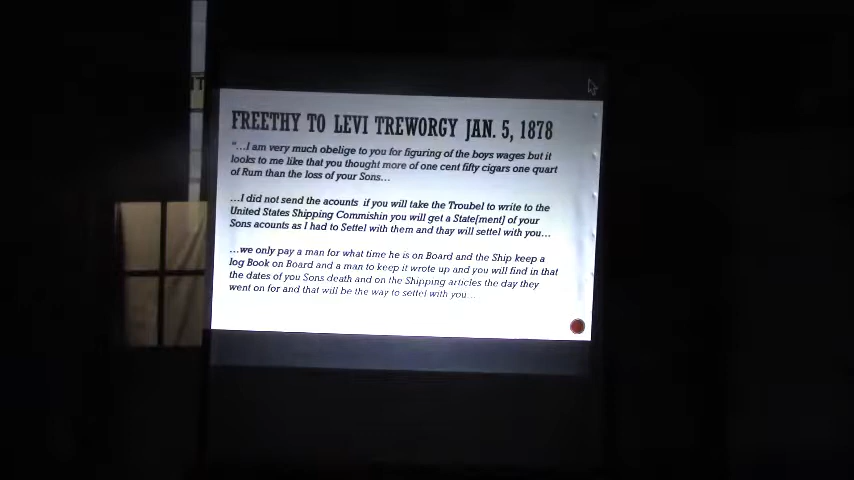 FREETHY TO LEVI TREWORGY JAN. 5, 1878
"...I am very much obelige to you for figuring of the boys wages but it
looks to me like that you thought more of one cent fifty cigars one quart
of Rum than the loss of your Sons...
...I did not send the acounts if you will take the Troubel to write to the
United States Shipping Commishin you will get a State[ment] of your
Sons acounts as I had to Settel with them and thay will settel with you...
...we only pay a man for what time he is on Board and the Ship keep a
log Book on Board and a man to keep it wrote up and you will find in that
the dates of you Sons death and on the Shipping articles the day they
went on for and that will be the way to settel with you...